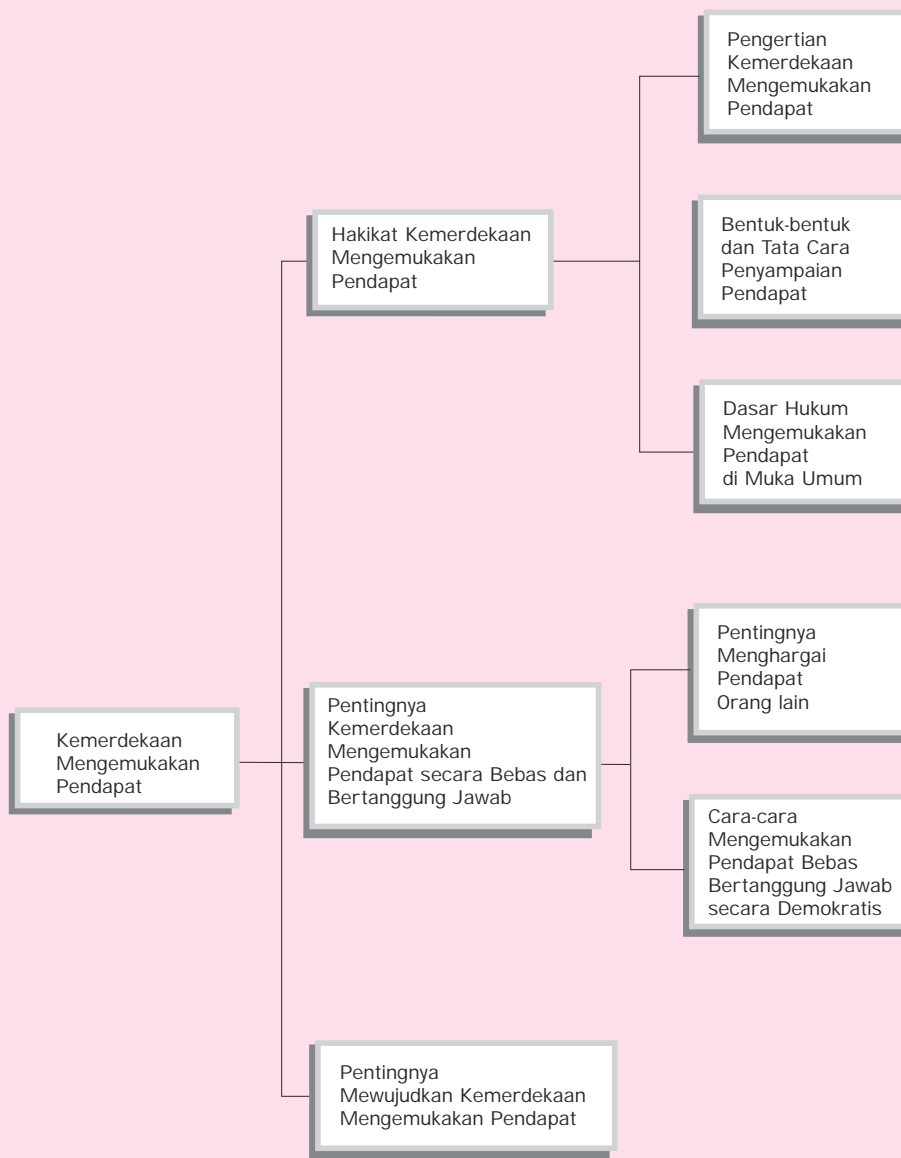 Kemerdekaan
Mengemukakan
Pendapat
Hakikat Kemerdekaan
Mengemukakan
Pendapat
Pengertian
Kemerdekaan
Mengemukakan
Pendapat
Bentuk-bentuk
dan Tata Cara
Penyampaian
Pendapat
Dasar Hukum
Mengemukakan
Pendapat
di Muka Umum
Pentingnya
Kemerdekaan
Mengemukakan
Pendapat secara Bebas dan
Bertanggung Jawab
Pentingnya
Menghargai
Pendapat
Orang lain
Cara-cara
Mengemukakan
Pendapat Bebas
Bertanggung Jawab
secara Demokratis
Pentingnya
Mewujudkan Kemerdekaan
Mengemukakan Pendapat